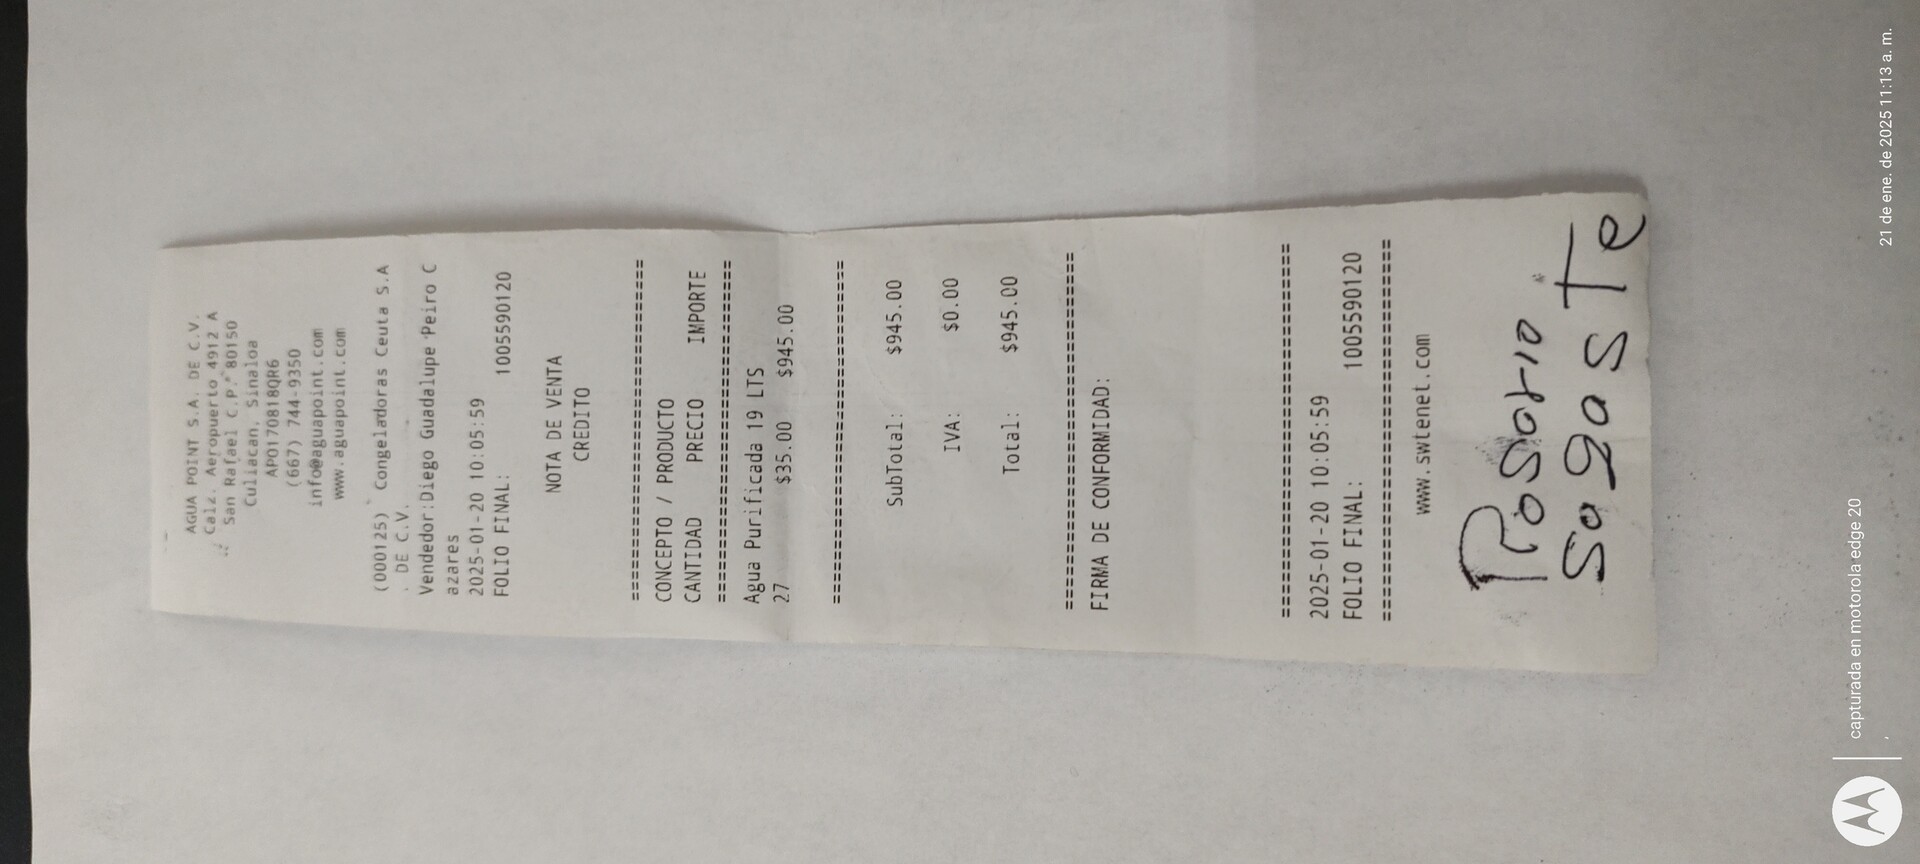 AGUA POINT S.A. DE C.V.
Calz. Aeropuerto 4912 A
San Rafael C.P. 80150
Culiacan, Sinaloa
APO170818QR6
(667) 744-9350
info@aguapoint.com
www.aguapoint.com
(000125) Congeladoras Ceuta S.A
. DE C.V.
Vendedor:Diego Guadalupe Peiro C
azares
2025-01-20 10:05:59
FOLIO FINAL: 1005590120
NOTA DE VENTA
CREDITO
================================
CONCEPTO / PRODUCTO
CANTIDAD PRECIO IMPORTE
================================
Agua Purificada 19 LTS
27 $35.00 $945.00
================================
SubTotal: $945.00
IVA: $0.00
Total: $945.00
================================
FIRMA DE CONFORMIDAD:
================================
2025-01-20 10:05:59
FOLIO FINAL: 1005590120
================================
www.swtenet.com
Rosario
SagasTe
capturada en motorola edge 20
21 de ene. de 2025 11:13 a. m.